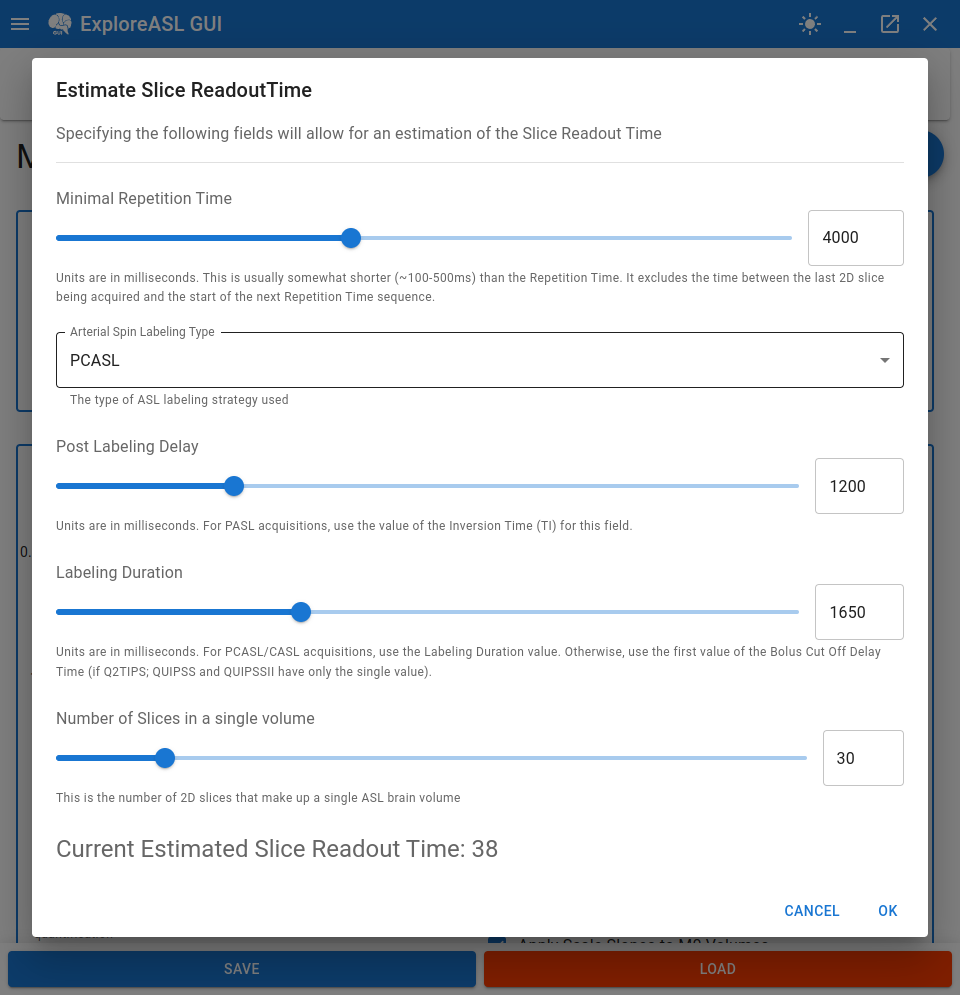 ExploreASL GUI
Estimate Slice ReadoutTime
Specifying the following fields will allow for an estimation of the Slice Readout Time
Minimal Repetition Time
4000
Units are in milliseconds. This is usually somewhat shorter (~100-500ms) than the Repetition Time. It excludes the time between the last 2D slice
being acquired and the start of the next Repetition Time sequence.
Arterial Spin Labeling Type
PCASL
The type of ASL labeling strategy used
Post Labeling Delay
1200
Units are in milliseconds. For PASL acquisitions, use the value of the Inversion Time (TI) for this field.
Labeling Duration
1650
Units are in milliseconds. For PCASL/CASL acquisitions, use the Labeling Duration value. Otherwise, use the first value of the Bolus Cut Off Delay
Time (if Q2TIPS; QUIPSS and QUIPSSII have only the single value).
Number of Slices in a single volume
30
This is the number of 2D slices that make up a single ASL brain volume
Current Estimated Slice Readout Time: 38
CANCEL
OK
SAVE
LOAD